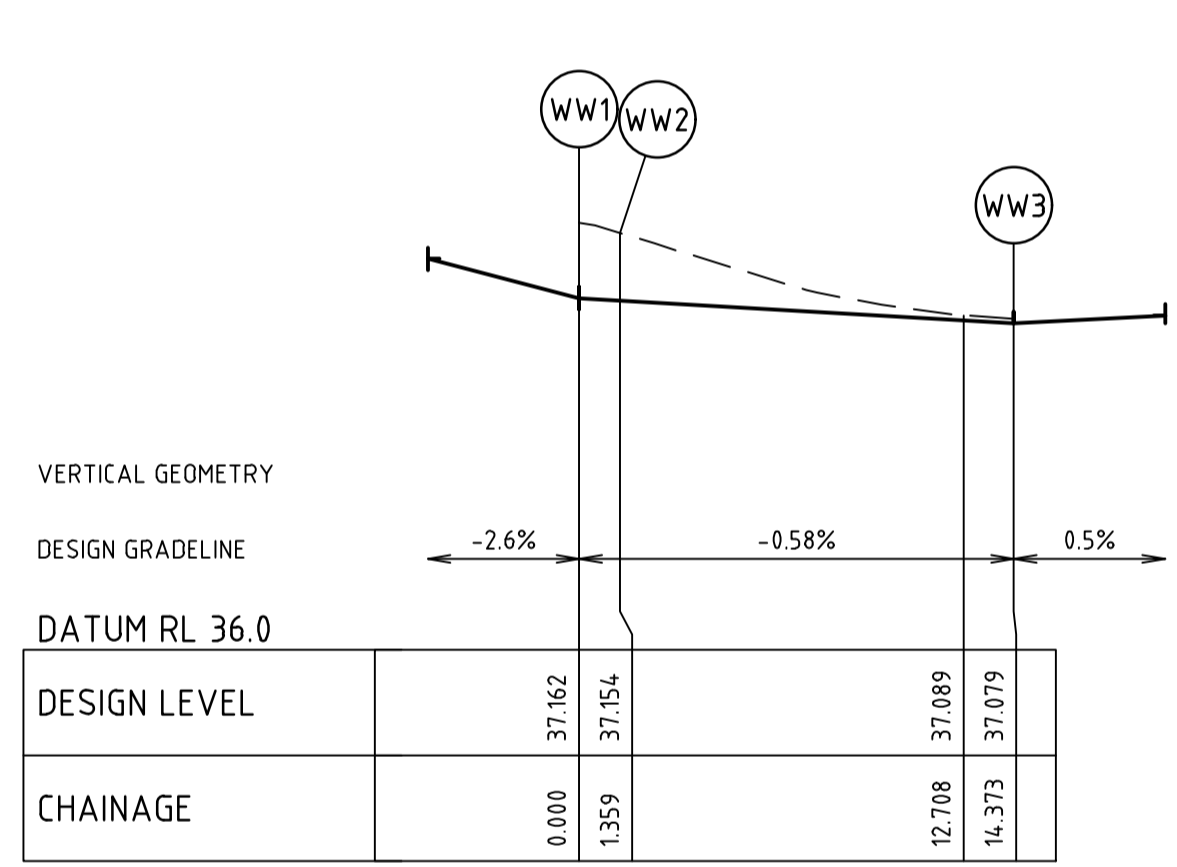 WW1 WW2
WW3
VERTICAL GEOMETRY
DESIGN GRADELINE -2.6% -0.58% 0.5%
DATUM RL 36.0
DESIGN LEVEL 37.162 37.154 37.089 37.079
CHAINAGE 0.000 1.359 12.708 14.373